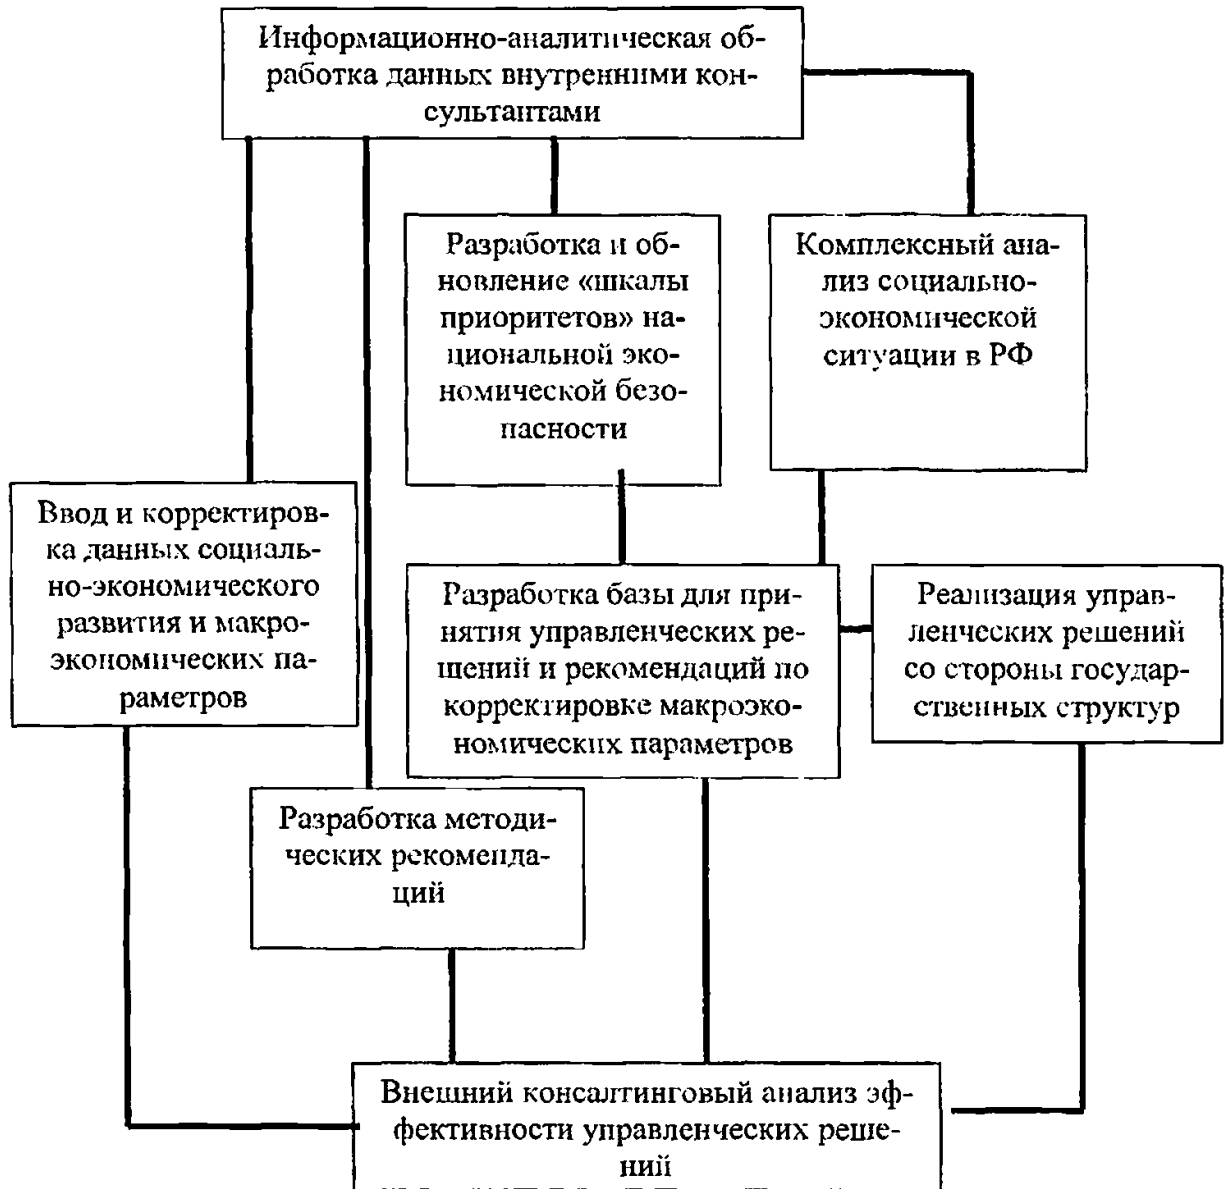 Информационно-аналитическая об-
работка данных внутренними кон-
сультантами
Разработка и об-
новление «шкалы
приоритетов» на-
циональной эко-
номической безо-
пасности
Комплексный ана-
лиз социально-
экономической
ситуации в РФ
Ввод и корректиров-
ка данных социаль-
но-экономического
развития и макро-
экономических па-
раметров
Разработка базы для при-
нятия управленческих ре-
шений и рекомендаций по
корректировке макроэко-
номических параметров
Реализация управ-
ленческих решений
со стороны государ-
ственных структур
Разработка методи-
ческих рекоменда-
ций
Внешний консалтинговый анализ эф-
фективности управленческих реше-
ний